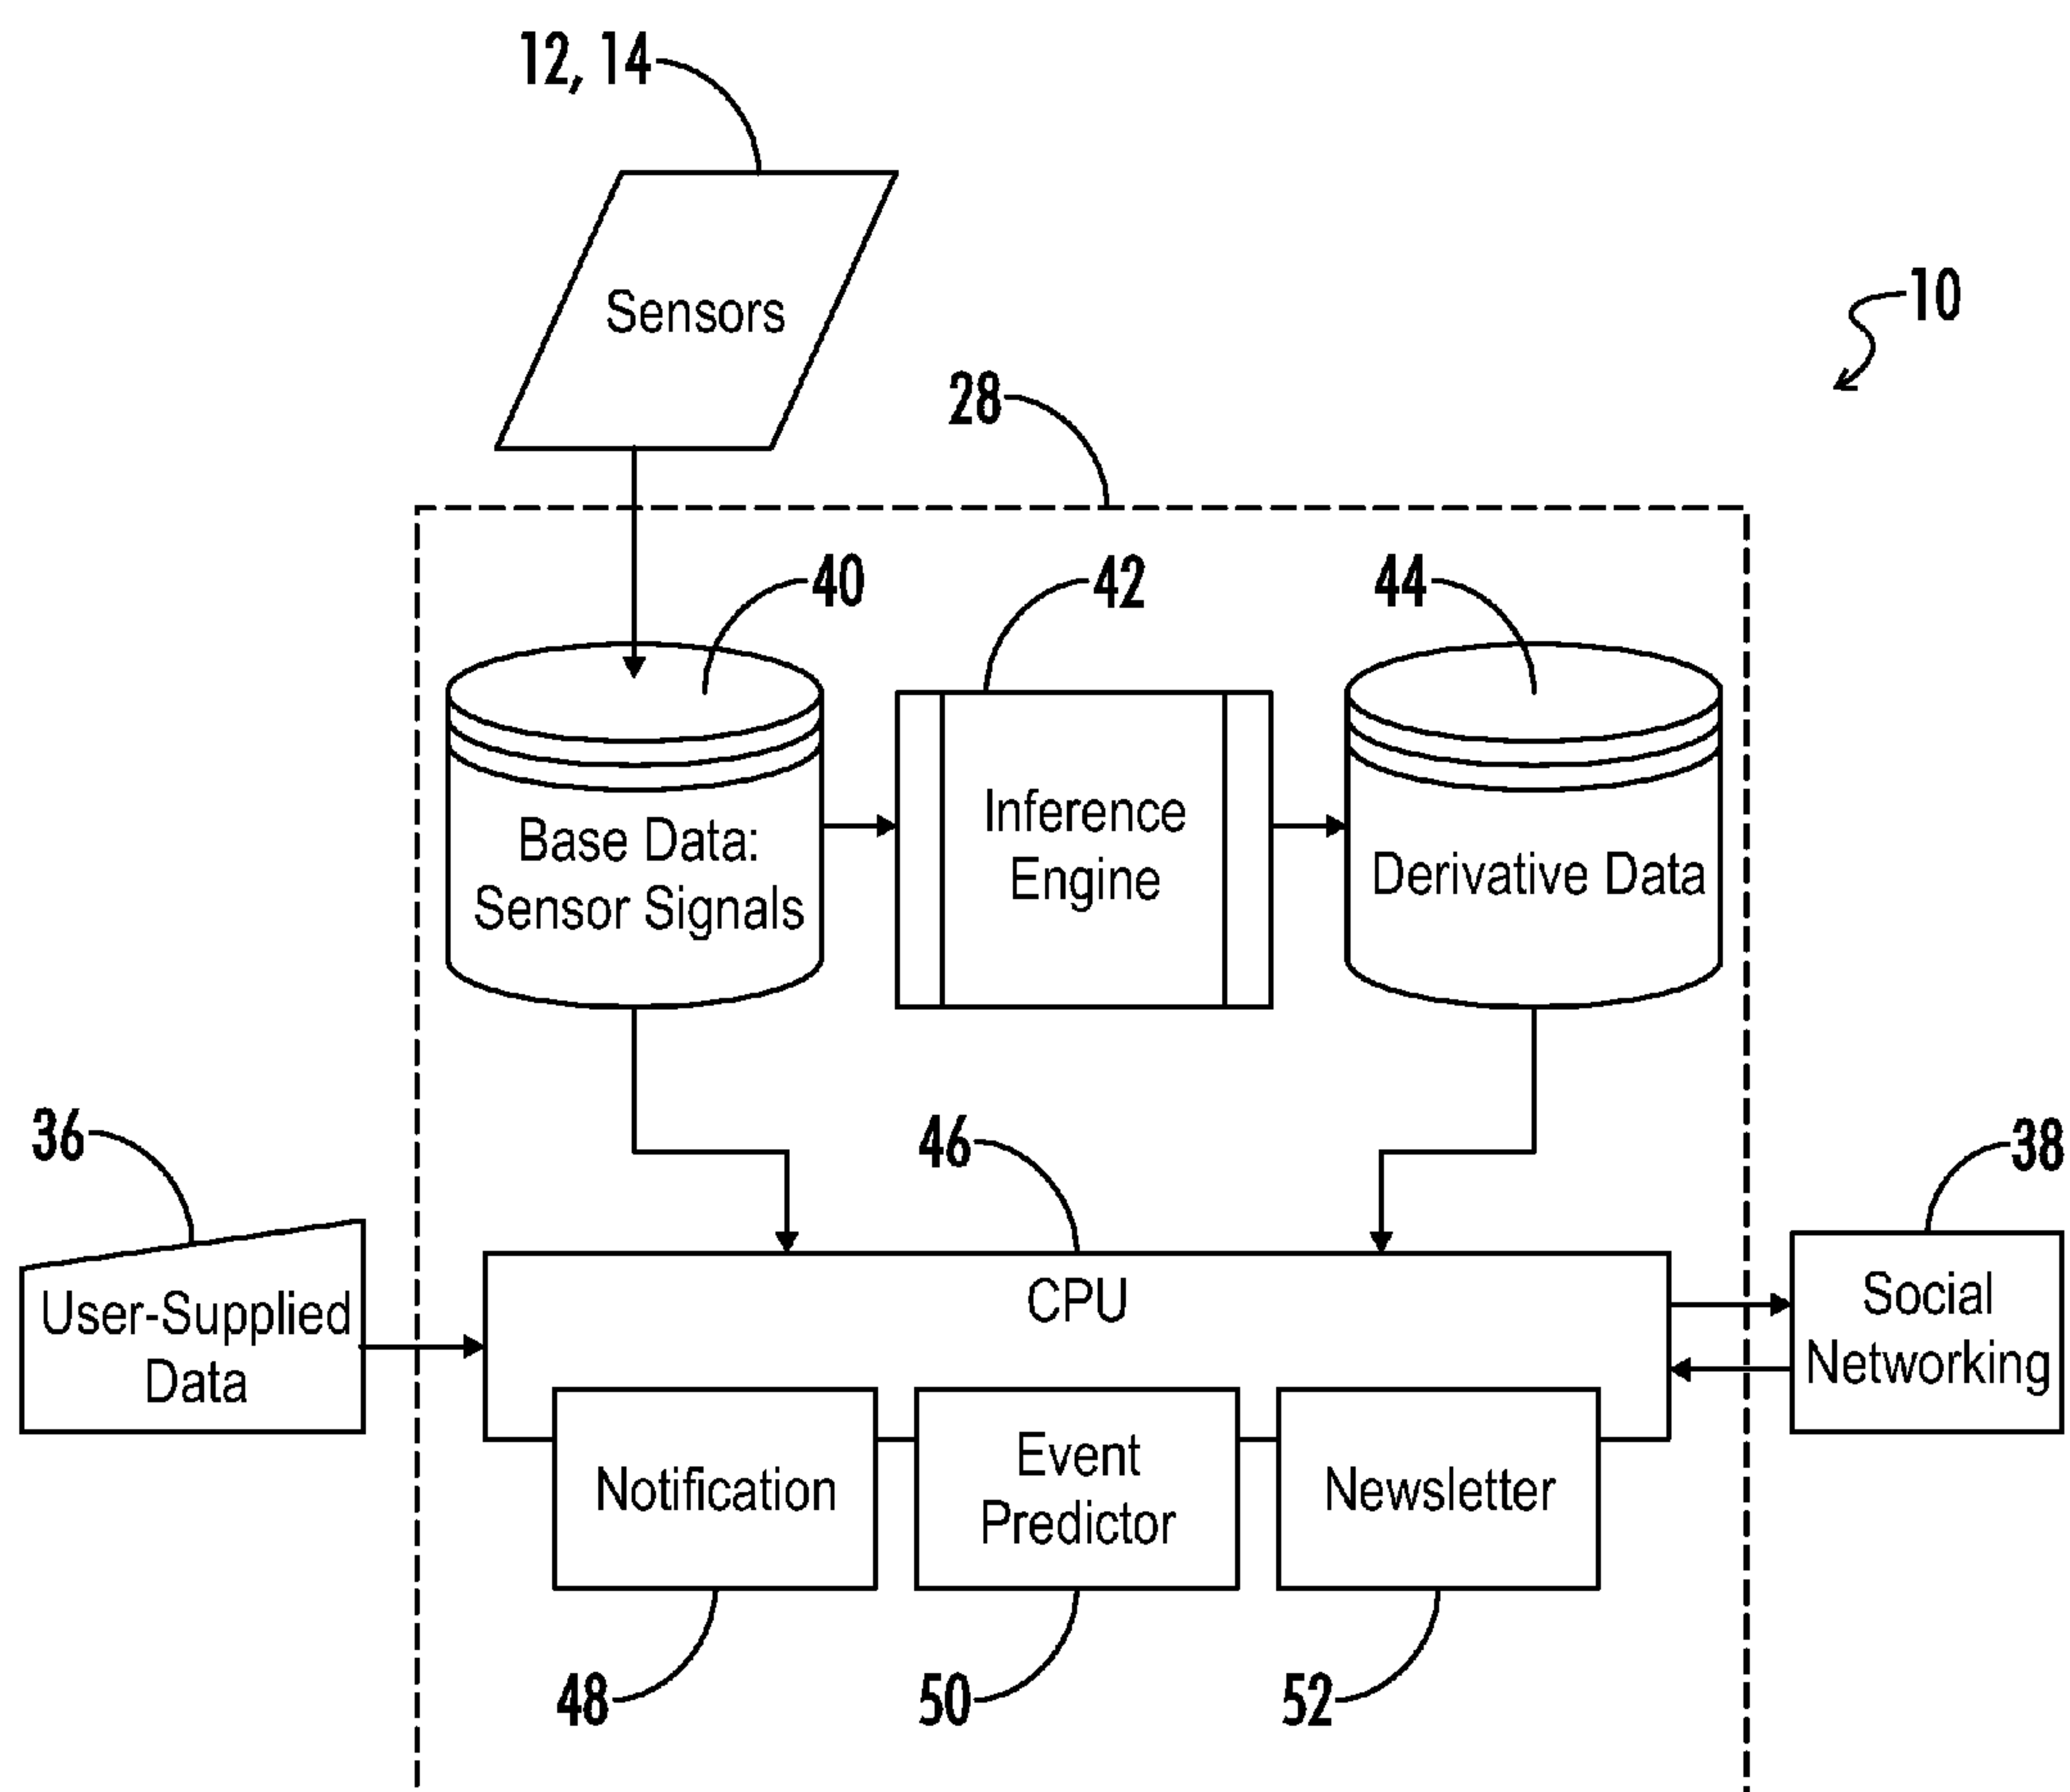 12, 14
Sensors
10
28
40
42
44
Base Data:
Sensor Signals
Inference
Engine
Derivative Data
36
46
38
User-Supplied
Data
CPU
Social
Networking
Notification
Event
Predictor
Newsletter
48
50
52